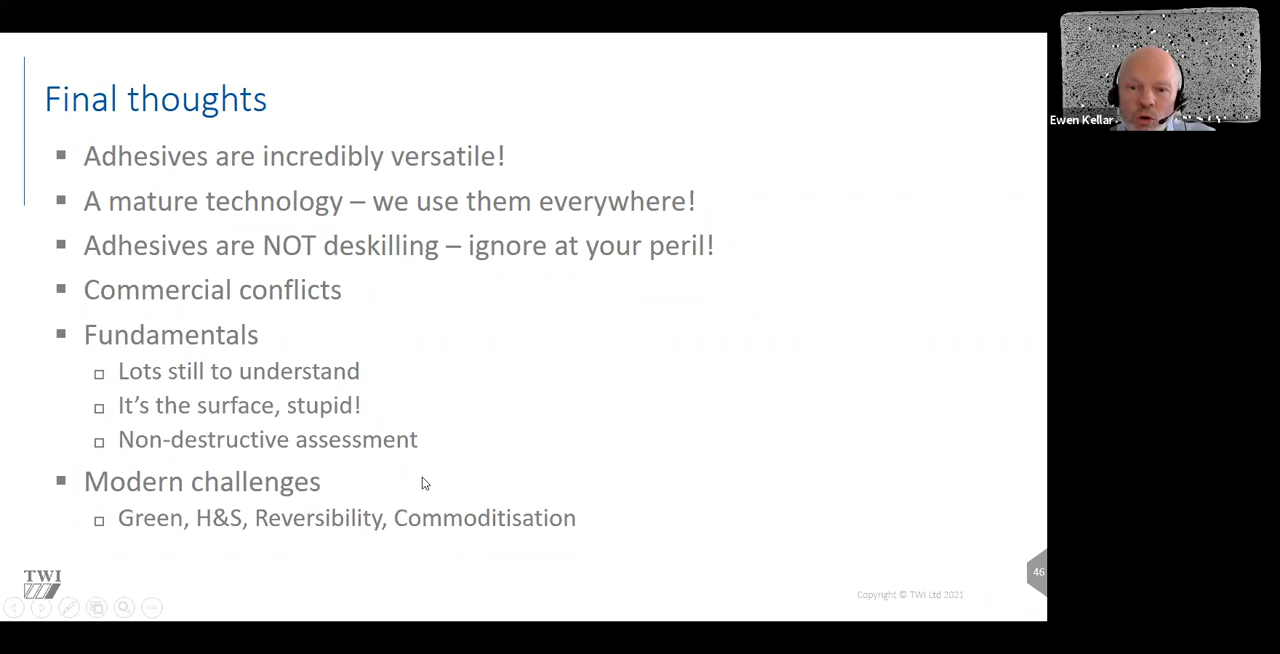 Final thoughts
Adhesives are incredibly versatile!
A mature technology – we use them everywhere!
Adhesives are NOT deskilling – ignore at your peril!
Commercial conflicts
Fundamentals
Lots still to understand
It's the surface, stupid!
Non-destructive assessment
Modern challenges
Green, H&S, Reversibility, Commoditisation
TWI
Copyright © TWI Ltd 2021
46
Ewen Kellar